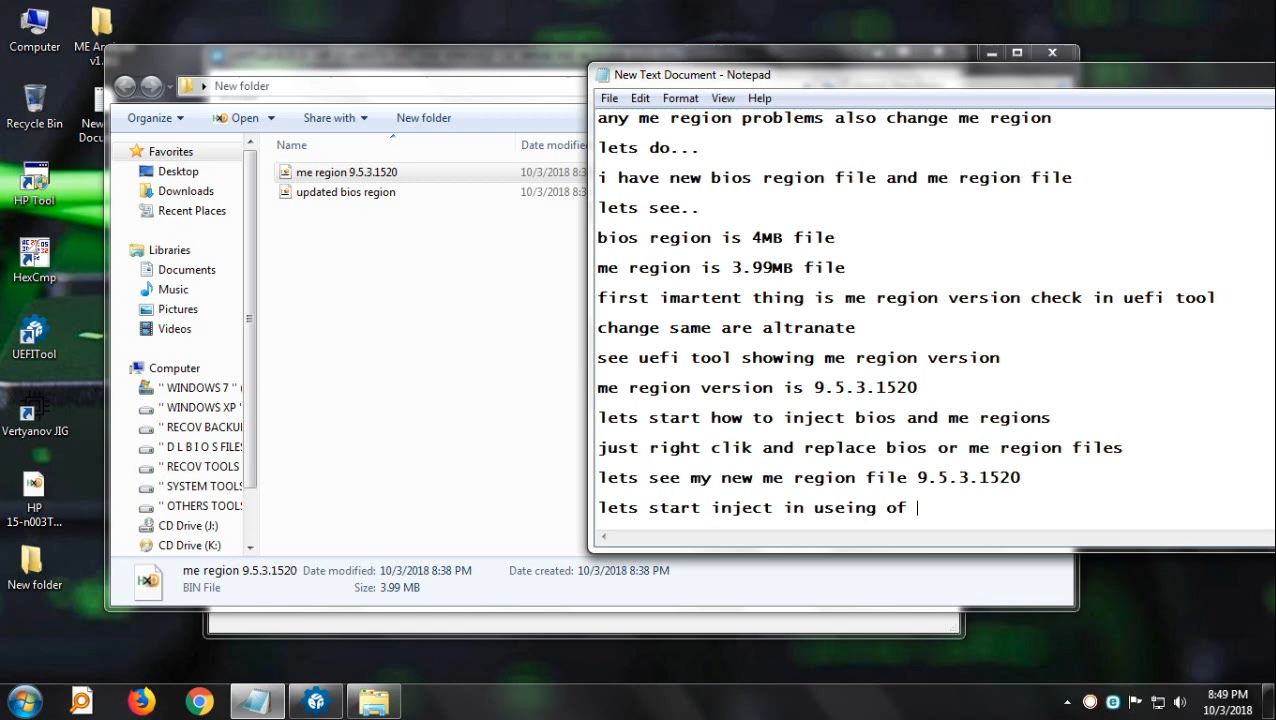 Computer
ME An
v1.
Recycle Bin
New
Docu
HP Tool
HexCmp
UEFITool
Vertyanov JIG
HP
15-n003T...
New folder
New folder
Organize
Open
Share with
New folder
Favorites
Desktop
Downloads
Recent Places
Libraries
Documents
Music
Pictures
Videos
Computer
" WINDOWS 7 " (
" WINDOWS XP "
" RECOV BACKU
" D L B I O S FILES
" RECOV TOOLS
" SYSTEM TOOLS
" OTHERS TOOLS
CD Drive (J:)
CD Drive (K:)
Name
Date modifie
me region 9.5.3.1520
10/3/2018 8:3
updated bios region
10/3/2018 8:3
me region 9.5.3.1520
Date modified: 10/3/2018 8:38 PM
Date created: 10/3/2018 8:38 PM
BIN File
Size: 3.99 MB
New Text Document - Notepad
File Edit Format View Help
any me region problems also change me region
lets do...
i have new bios region file and me region file
lets see..
bios region is 4MB file
me region is 3.99MB file
first imartent thing is me region version check in uefi tool
change same are altranate
see uefi tool showing me region version
me region version is 9.5.3.1520
lets start how to inject bios and me regions
just right clik and replace bios or me region files
lets see my new me region file 9.5.3.1520
lets start inject in useing of
8:49 PM
10/3/2018